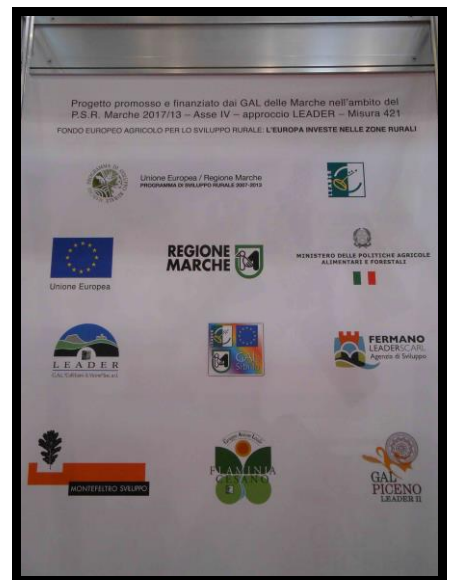 Progetto promosso e finanziato dai GAL delle Marche nell'ambito del
P.S.R. Marche 2017/13 – Asse IV – approccio LEADER – Misura 421
FONDO EUROPEO AGRICOLO PER LO SVILUPPO RURALE: L'EUROPA INVESTE NELLE ZONE RURALI
Unione Europea / Regione Marche
PROGRAMMA DI SVILUPPO RURALE 2007-2013
Unione Europea
REGIONE
MARCHE
MINISTERO DELLE POLITICHE AGRICOLE
ALIMENTARI E FORESTALI
LEADER
GAL
FERMANO
LEADERSCARL
Agenzia di Sviluppo
MONTEFELTRO SVILUPPO
FLAMINIA
CESANO
GAL
PICENO
LEADER II